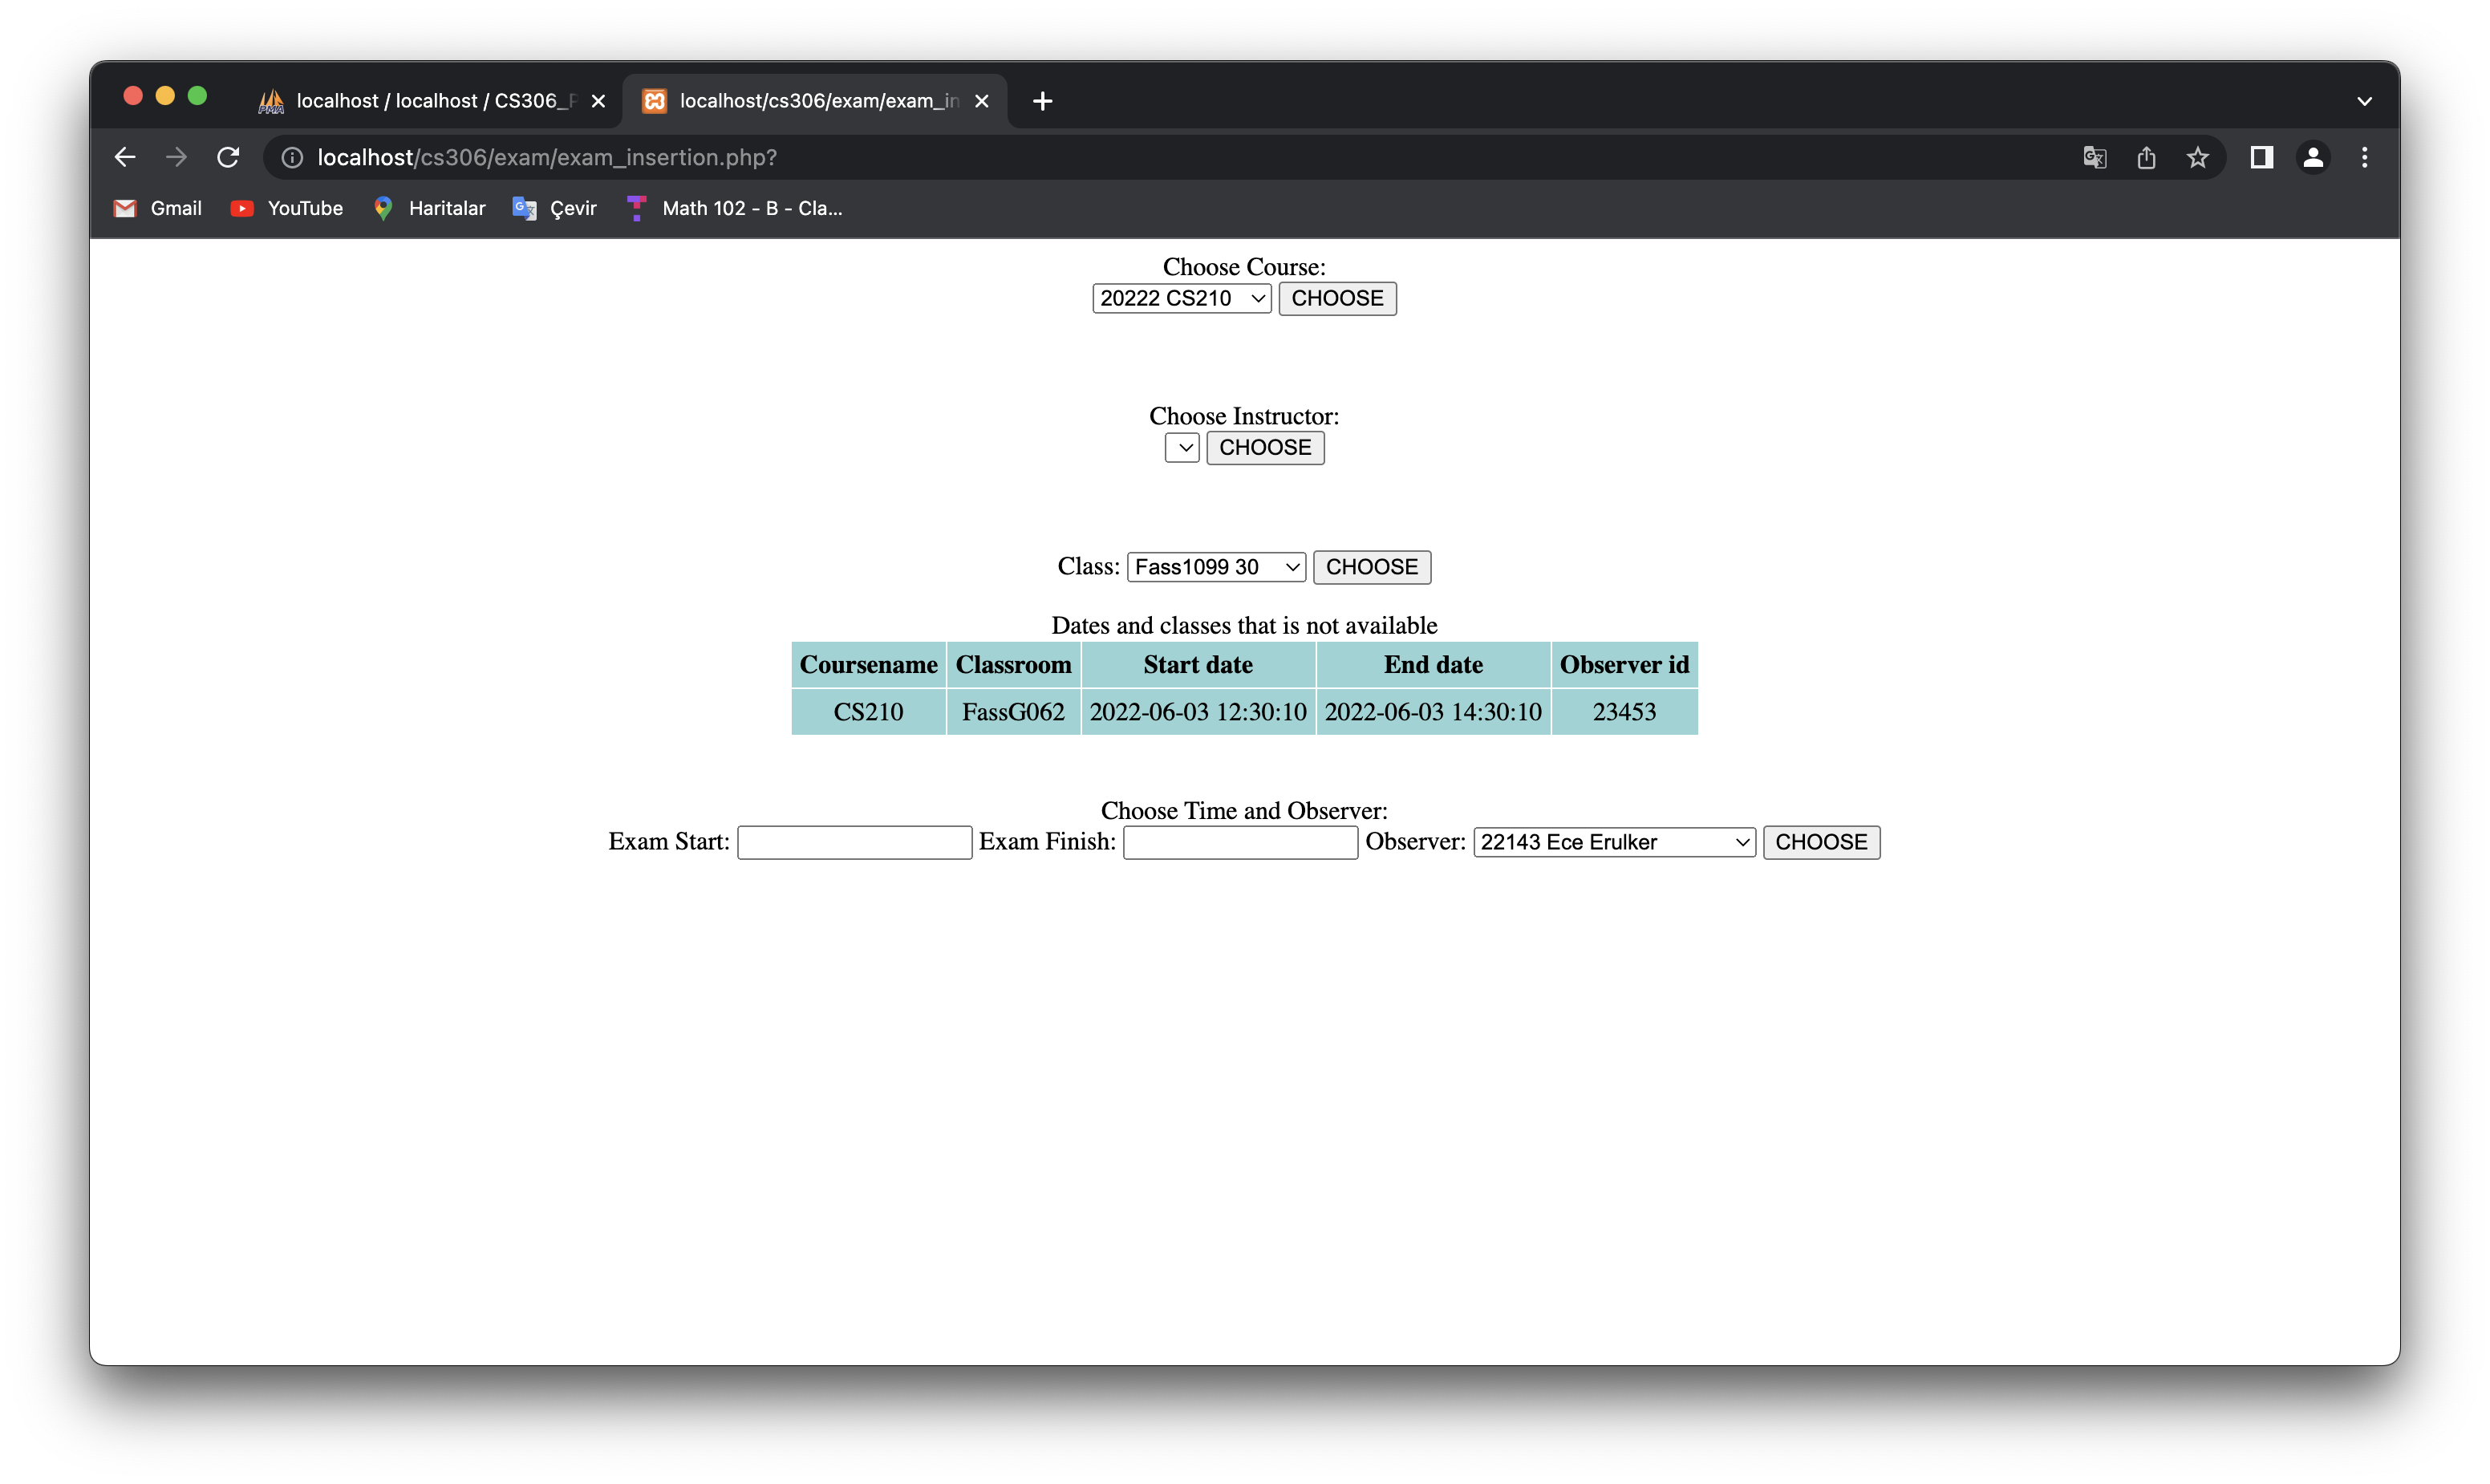 localhost / localhost / CS306_P
localhost/cs306/exam/exam_in
localhost/cs306/exam/exam_insertion.php?
Gmail YouTube Haritalar Çevir Math 102 - B - Cla...
Choose Course:
20222 CS210 CHOOSE
Choose Instructor:
CHOOSE
Class: Fass1099 30 CHOOSE
Dates and classes that is not available
Coursename Classroom Start date End date Observer id
CS210 FassG062 2022-06-03 12:30:10 2022-06-03 14:30:10 23453
Choose Time and Observer:
Exam Start: Exam Finish: Observer: 22143 Ece Erulker CHOOSE